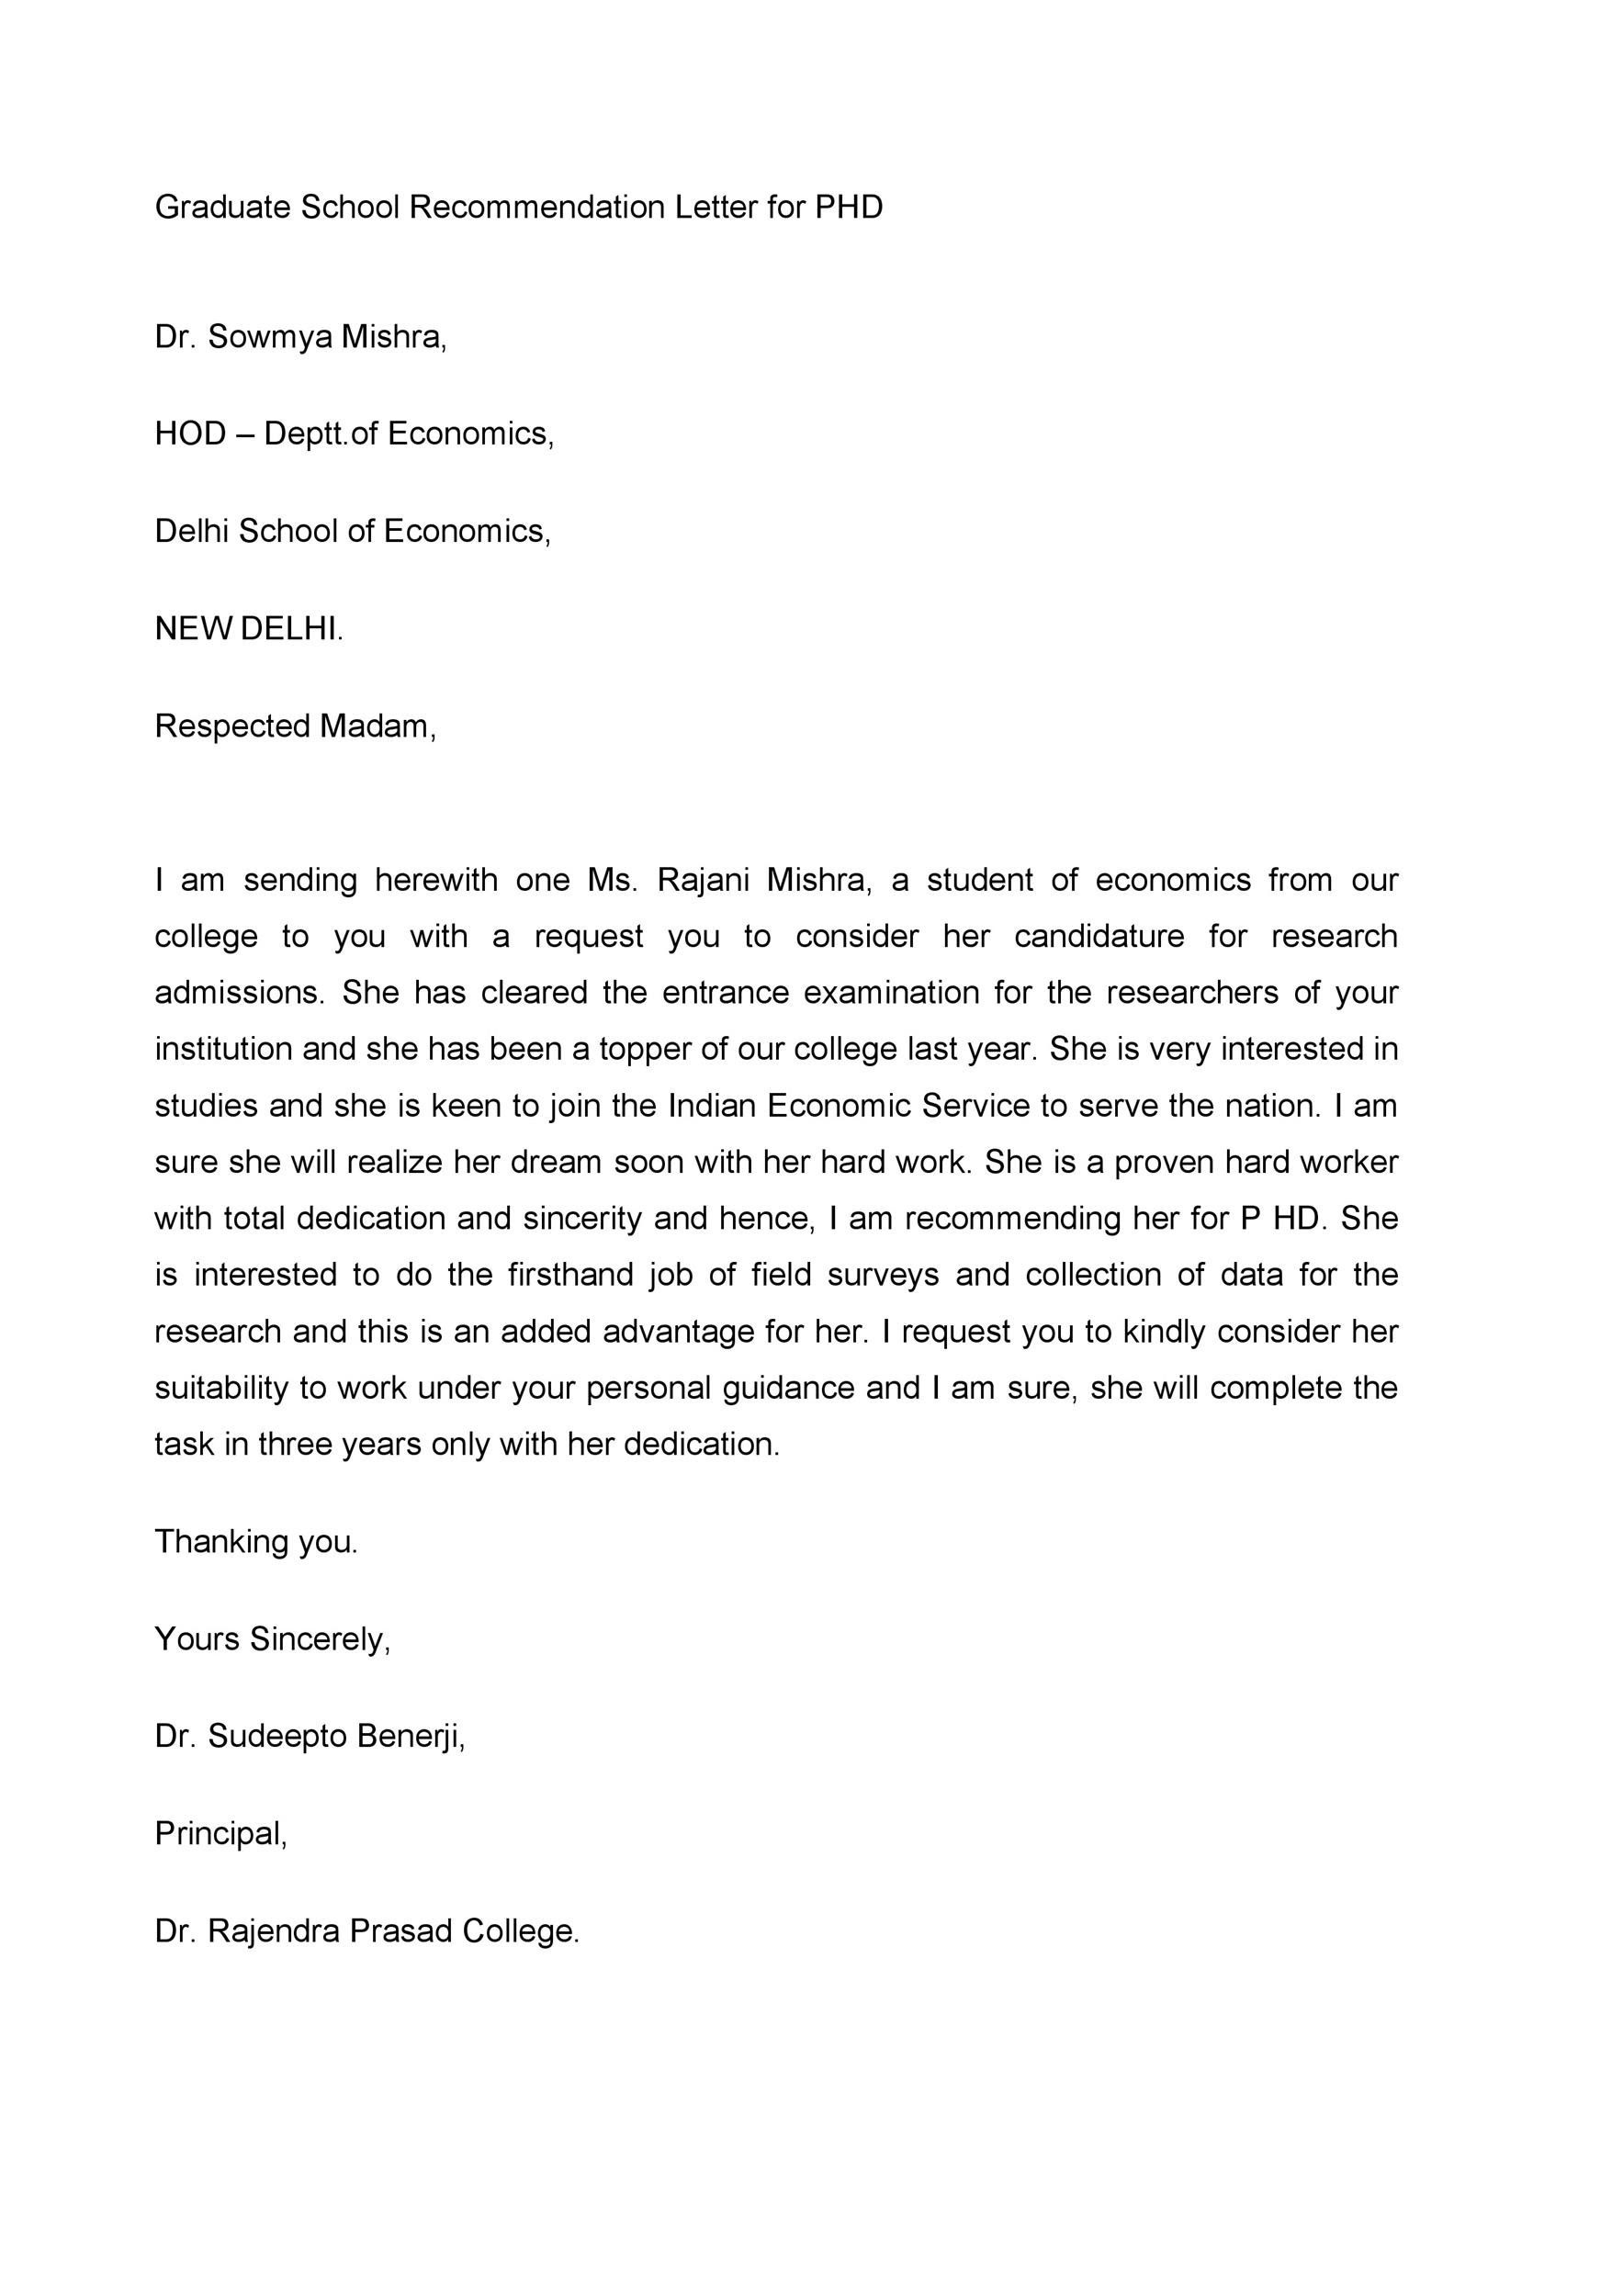 Graduate School Recommendation Letter for PHD
Dr. Sowmya Mishra,
HOD – Deptt.of Economics,
Delhi School of Economics,
NEW DELHI.
Respected Madam,
I am sending herewith one Ms. Rajani Mishra, a student of economics from our
college to you with a request you to consider her candidature for research
admissions. She has cleared the entrance examination for the researchers of your
institution and she has been a topper of our college last year. She is very interested in
studies and she is keen to join the Indian Economic Service to serve the nation. I am
sure she will realize her dream soon with her hard work. She is a proven hard worker
with total dedication and sincerity and hence, I am recommending her for P HD. She
is interested to do the firsthand job of field surveys and collection of data for the
research and this is an added advantage for her. I request you to kindly consider her
suitability to work under your personal guidance and I am sure, she will complete the
task in three years only with her dedication.
Thanking you.
Yours Sincerely,
Dr. Sudeepto Benerji,
Principal,
Dr. Rajendra Prasad College.